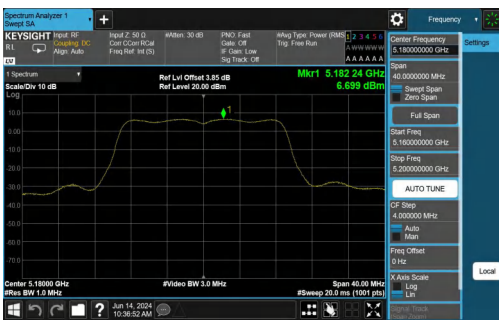 Spectrum Analyzer 1
Swept SA
+
Frequency
KEYSIGHT
Input: RF
Input Z: 50 Ω
#Atten: 30 dB
PNO: Fast
#Avg Type: Power (RMS)
1 2 3 4 5 6
RL
Coupling: DC
Corr CCorr RCal
Gate: Off
Trig: Free Run
A WWWWW
Align: Auto
Freq Ref: Int (S)
IF Gain: Low
Sig Track: Off
A A A A A A
1 Spectrum
Ref Lvl Offset 3.85 dB
Mkr1 5.182 24 GHz
Scale/Div 10 dB
Ref Level 20.00 dBm
6.699 dBm
Log
10.0
0.00
-10.0
-20.0
-30.0
-40.0
-50.0
-60.0
-70.0
1
Center 5.18000 GHz
#Video BW 3.0 MHz
Span 40.00 MHz
#Res BW 1.0 MHz
#Sweep 20.0 ms (1001 pts)
Jun 14, 2024
10:36:52 AM
Center Frequency
5.180000000 GHz
Settings
Span
40.0000000 MHz
Swept Span
Zero Span
Full Span
Start Freq
5.160000000 GHz
Stop Freq
5.200000000 GHz
AUTO TUNE
CF Step
4.000000 MHz
Auto
Man
Freq Offset
0 Hz
X Axis Scale
Log
Lin
Signal Track
(Span Zoom)
Local